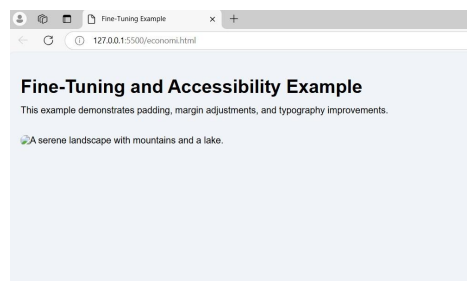 Fine-Tuning Example
127.0.0.1:5500/economi.html
Fine-Tuning and Accessibility Example
This example demonstrates padding, margin adjustments, and typography improvements.
A serene landscape with mountains and a lake.